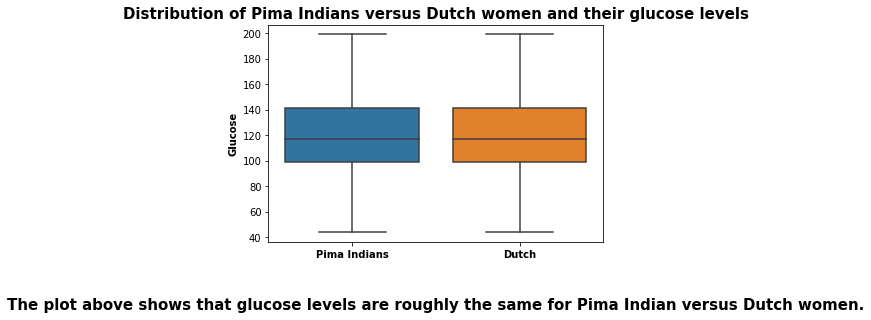 Distribution of Pima Indians versus Dutch women and their glucose levels
200
180
160
140
120
100
80
60
40
Glucose
Pima Indians
Dutch
The plot above shows that glucose levels are roughly the same for Pima Indian versus Dutch women.